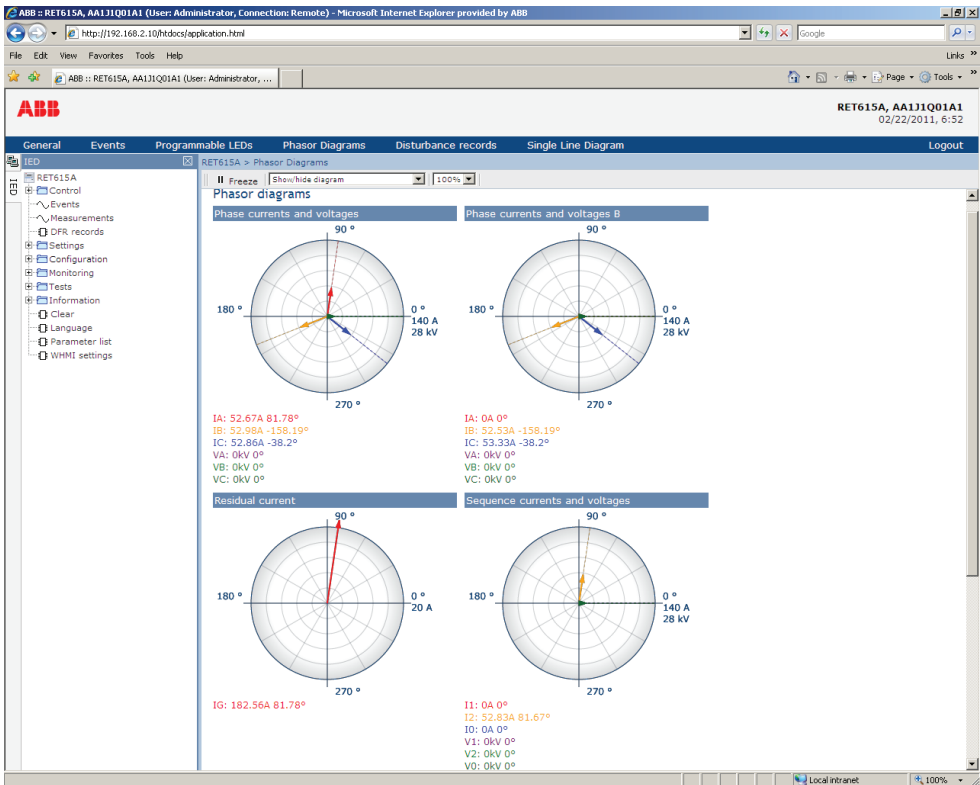 ABB :: RET615A, AA1J1Q01A1 (User: Administrator, Connection: Remote) - Microsoft Internet Explorer provided by ABB
http://192.168.2.10/htdocs/application.html
Google
File Edit View Favorites Tools Help
Links »
ABB :: RET615A, AA1J1Q01A1 (User: Administrator, ...
Page Tools »
ABB
RET615A, AA1J1Q01A1
02/22/2011, 6:52
General Events Programmable LEDs Phasor Diagrams Disturbance records Single Line Diagram Logout
IED
IED
RET615A > Phasor Diagrams
RET615A
Control
Events
Measurements
DFR records
Settings
Configuration
Monitoring
Tests
Information
Clear
Language
Parameter list
WHMI settings
Freeze Show/hide diagram 100%
Phasor diagrams
Phase currents and voltages
90 °
180 °
0 °
140 A
28 kV
270 °
IA: 52.67A 81.78°
IB: 52.98A -158.19°
IC: 52.86A -38.2°
VA: 0kV 0°
VB: 0kV 0°
VC: 0kV 0°
Phase currents and voltages B
90 °
180 °
0 °
140 A
28 kV
270 °
IA: 0A 0°
IB: 52.53A -158.19°
IC: 53.33A -38.2°
VA: 0kV 0°
VB: 0kV 0°
VC: 0kV 0°
Residual current
90 °
180 °
0 °
20 A
270 °
IG: 182.56A 81.78°
Sequence currents and voltages
90 °
180 °
0 °
140 A
28 kV
270 °
I1: 0A 0°
I2: 52.83A 81.67°
I0: 0A 0°
V1: 0kV 0°
V2: 0kV 0°
V0: 0kV 0°
Local intranet
100%